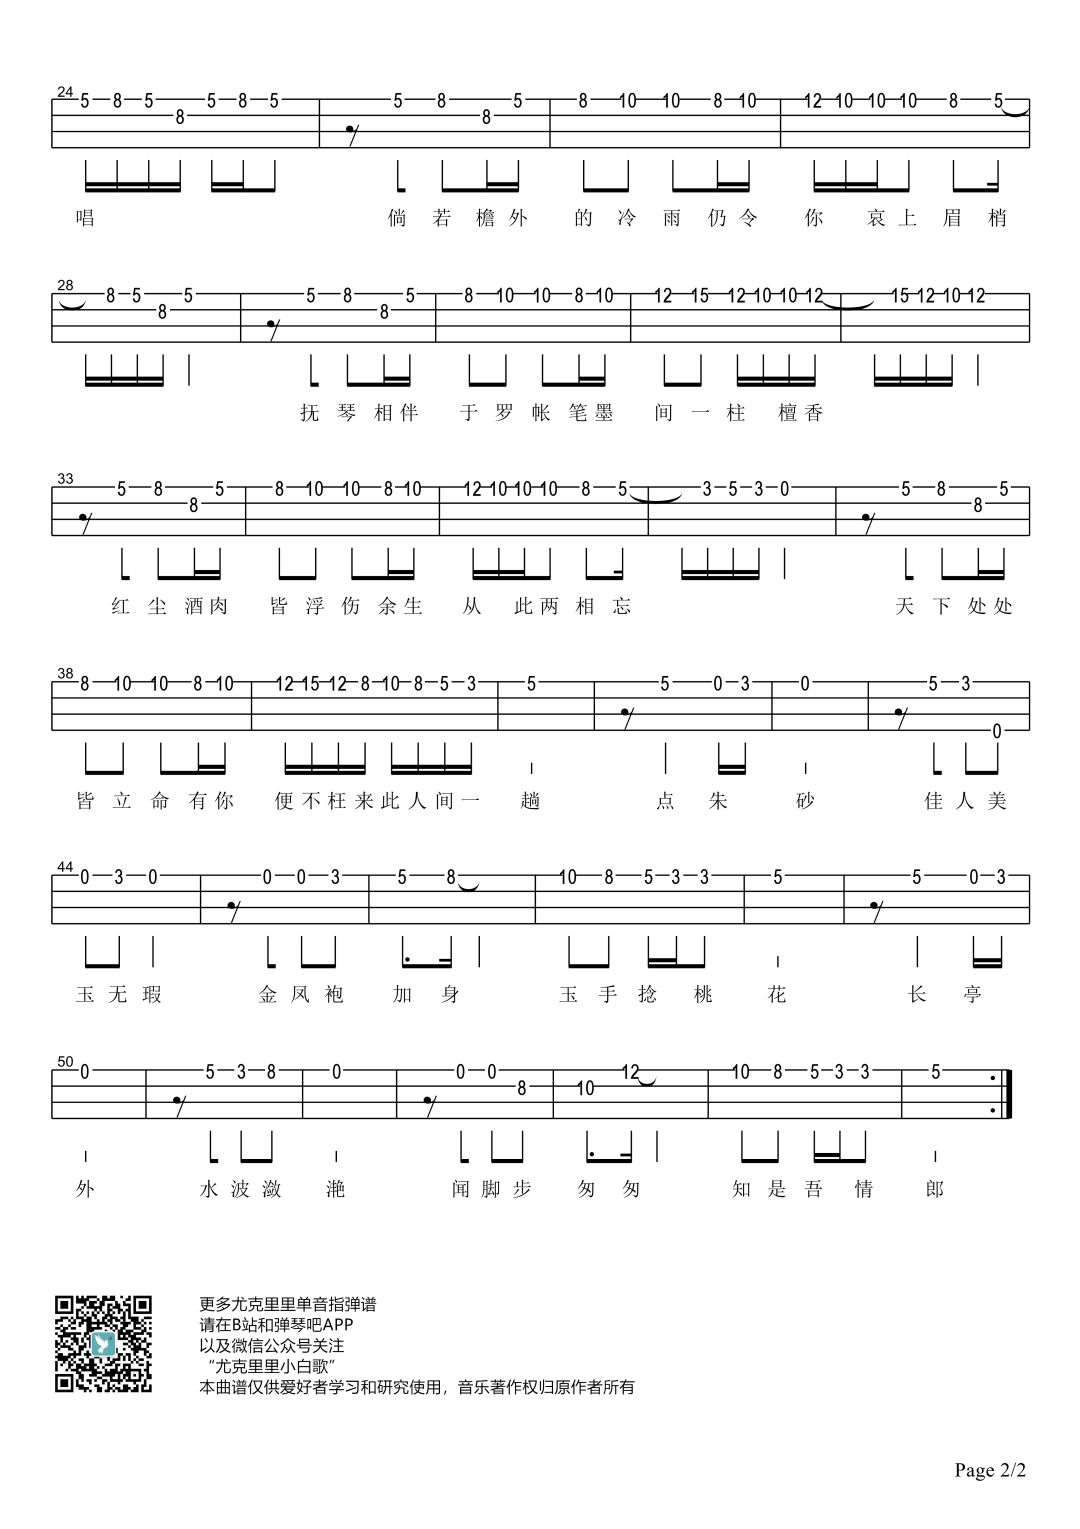 24 5 8 5 8 5 8 5 5 8 8 5 8 10 10 8 10 12 10 10 10 8 5
唱 倘 若 檐 外 的 冷 雨 仍 令 你 哀 上 眉 梢
28 8 5 8 5 5 8 8 5 8 10 10 8 10 12 15 12 10 10 12 15 12 10 12
抚 琴 相 伴 于 罗 帐 笔 墨 间 一 柱 檀 香
33 5 8 8 5 8 10 10 8 10 12 10 10 10 8 5 3 5 3 0 5 8 8 5
红 尘 酒 肉 皆 浮 伤 余 生 从 此 两 相 忘 天 下 处 处
38 8 10 10 8 10 12 15 12 8 10 8 5 3 5 5 0 3 0 5 3 0
皆 立 命 有 你 便 不 枉 来 此 人 间 一 趟 点 朱 砂 佳 人 美
44 0 3 0 0 0 3 5 8 10 8 5 3 3 5 5 0 3
玉 无 瑕 金 凤 袍 加 身 玉 手 捻 桃 花 长 亭
50 0 5 3 8 0 0 0 8 10 12 10 8 5 3 3 5
外 水 波 潋 滟 闻 脚 步 匆 匆 知 是 吾 情 郎
更多尤克里里单音指弹谱
请在B站和弹琴吧APP
以及微信公众号关注
“尤克里里小白歌”
本曲谱仅供爱好者学习和研究使用，音乐著作权归原作者所有
Page 2/2